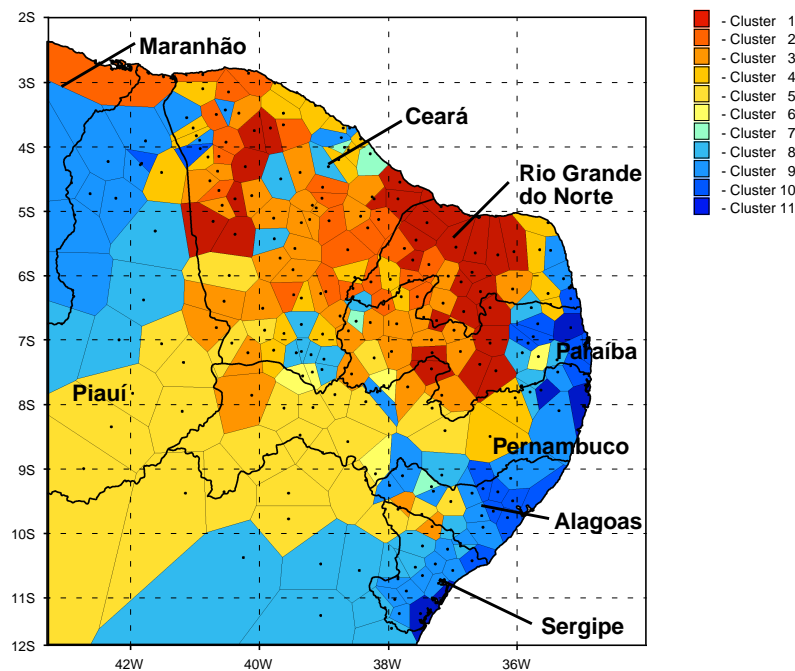 2S
3S
4S
5S
6S
7S
8S
9S
10S
11S
12S
42W
40W
38W
36W
Maranhão
Ceará
Rio Grande
do Norte
Paraíba
Piauí
Pernambuco
Alagoas
Sergipe
- Cluster 1
- Cluster 2
- Cluster 3
- Cluster 4
- Cluster 5
- Cluster 6
- Cluster 7
- Cluster 8
- Cluster 9
- Cluster 10
- Cluster 11